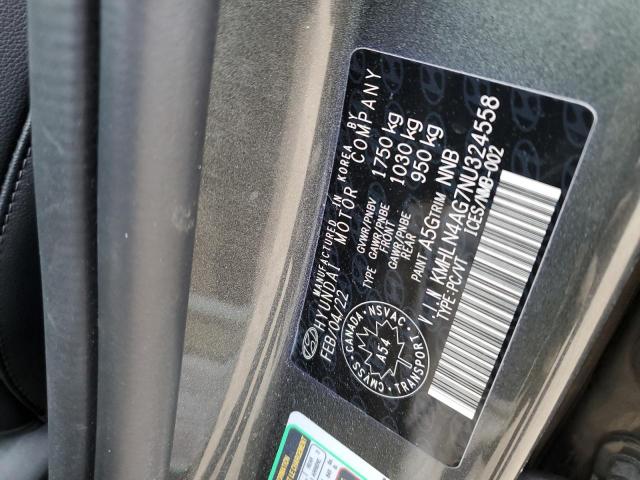 MANUFACTURED IN KOREA BY
HYUNDAI MOTOR COMPANY
FEB/04/22
GVWR/PNBV 1750 kg
TYPE GAWR/PNBE FRONT 1030 kg
GAWR/PNBE REAR 950 kg
PAINT A5G TRIM NNB
V.I.N KMHLN4AG7NU324558
TYPE:PC/VT ICES/NMB-002
CANADA NSVAC
A54
CMVSS TRANSPORT